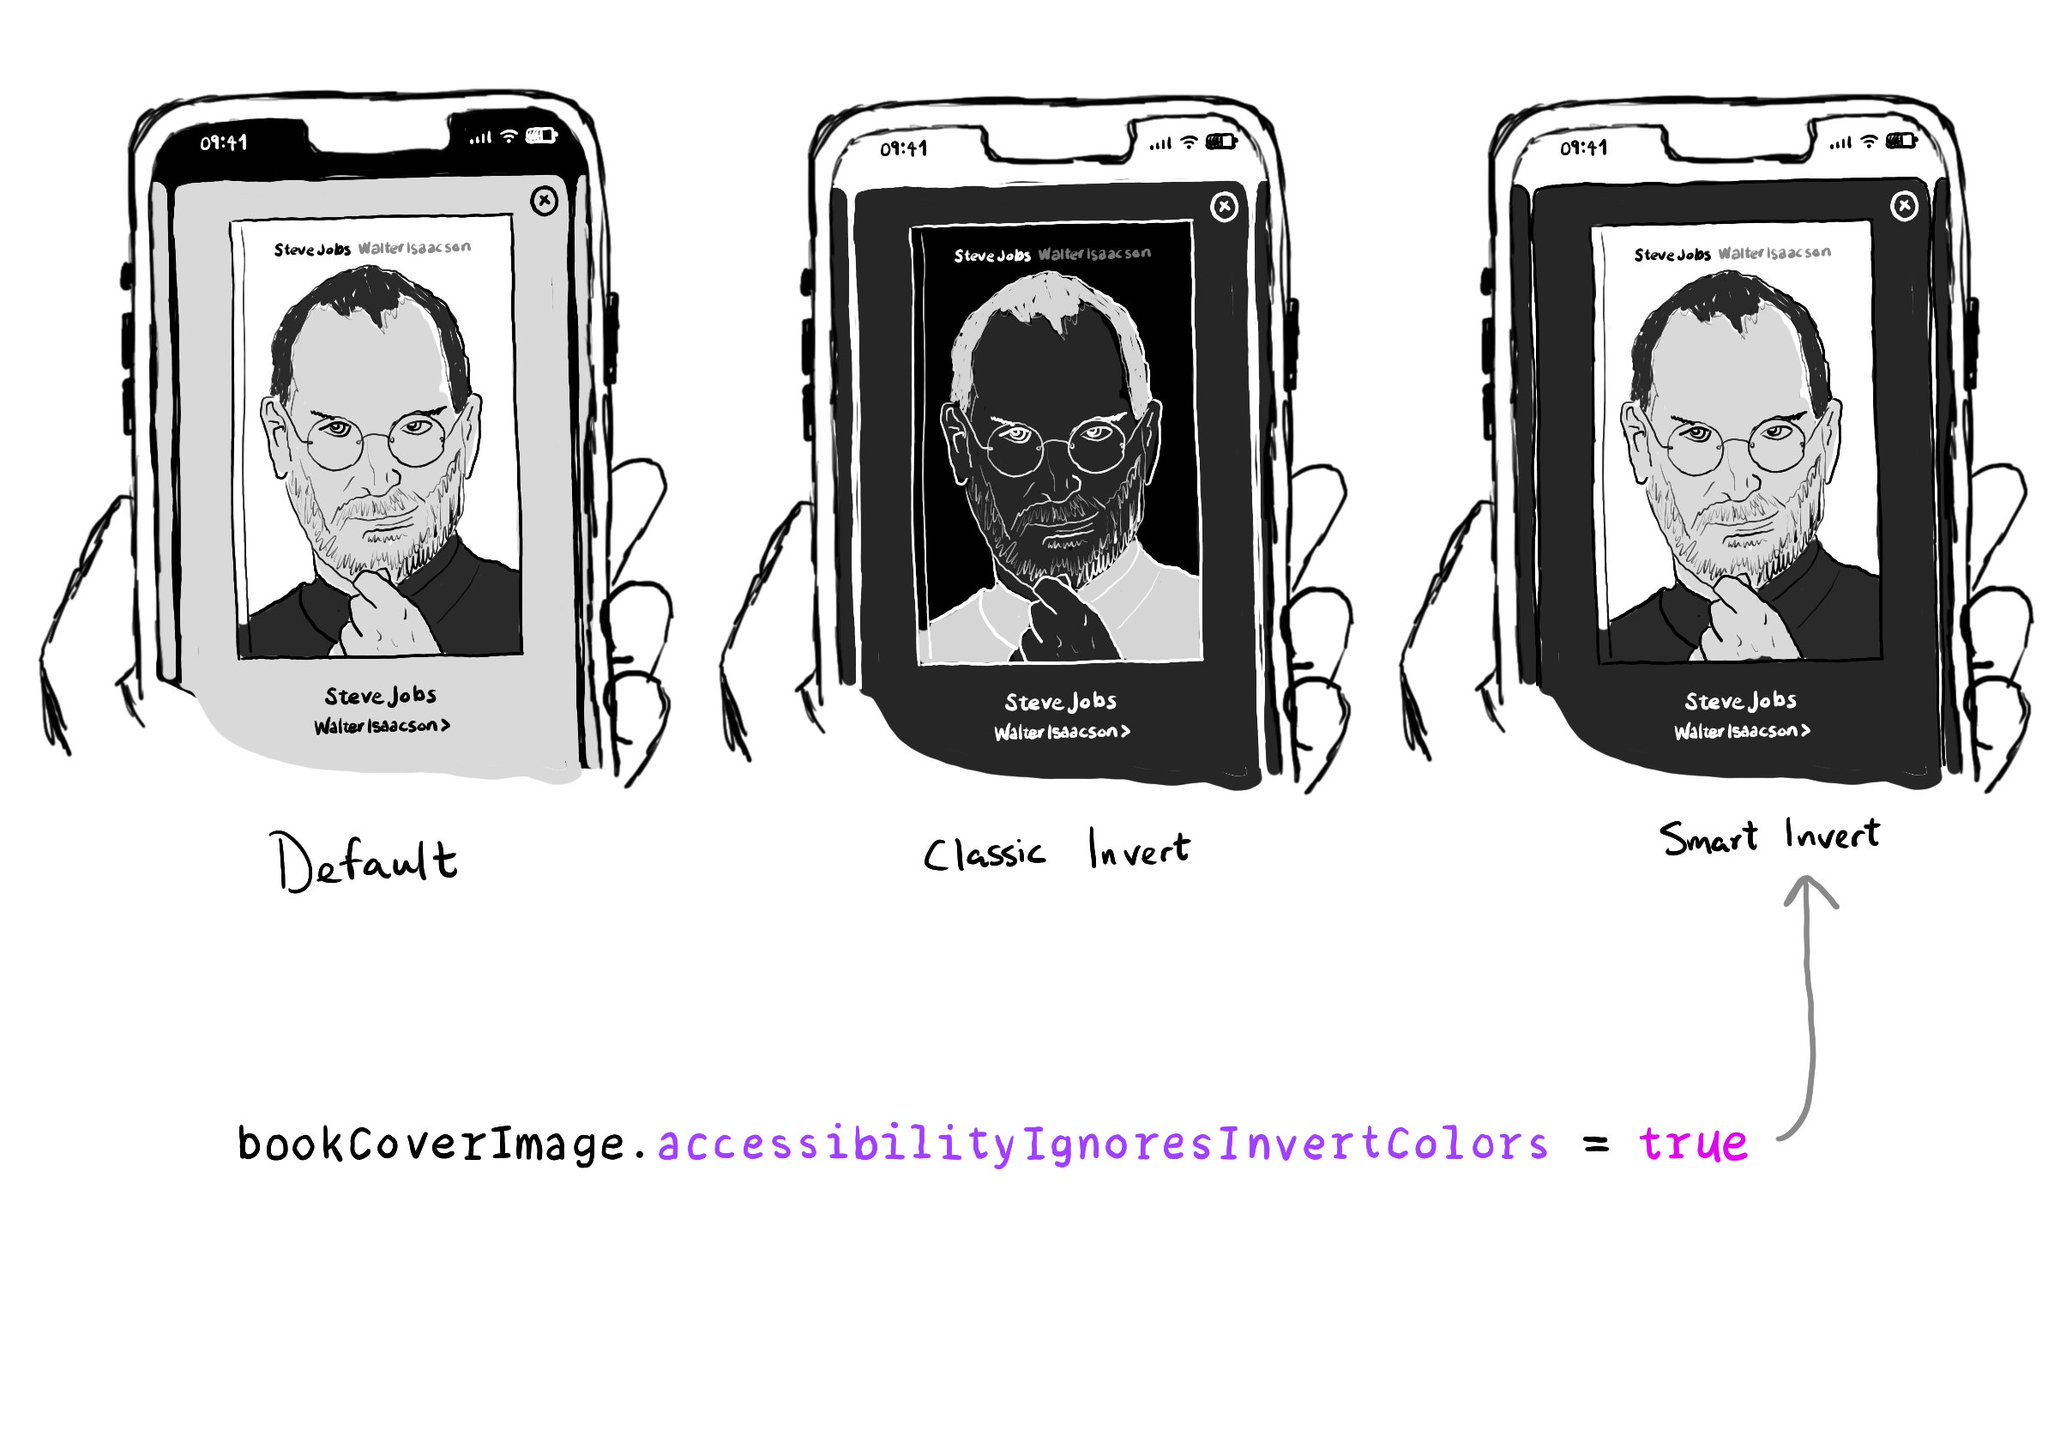 09:41
Steve Jobs Walter Isaacson
Steve Jobs
Walter Isaacson >
Default
09:41
Steve Jobs Walter Isaacson
Steve Jobs
Walter Isaacson >
Classic Invert
09:41
Steve Jobs Walter Isaacson
Steve Jobs
Walter Isaacson >
Smart Invert
bookCoverImage.accessibilityIgnoresInvertColors = true